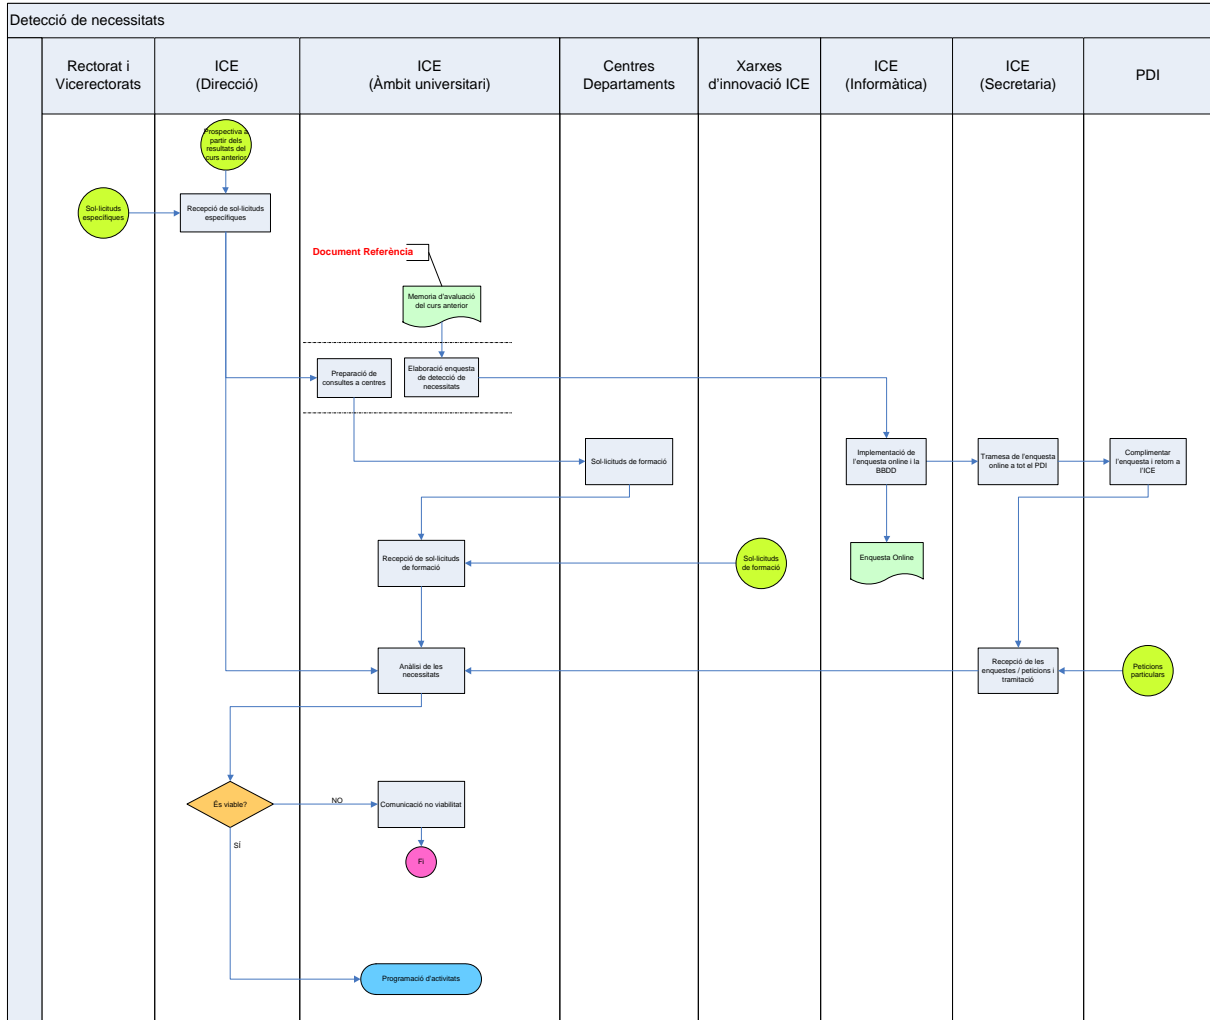 Detecció de necessitats
Rectorat i
Vicerectorats
ICE
(Direcció)
ICE
(Àmbit universitari)
Centres
Departaments
Xarxes
d'innovació ICE
ICE
(Informàtica)
ICE
(Secretaria)
PDI
Prospectiva a
partir dels
resultats del
curs anterior
Sol·licituds
específiques
Recepció de sol·licituds
específiques
Document Referència
Memoria d'avaluació
del curs anterior
Preparació de
consultes a centres
Elaboració enquesta
de detecció de
necessitats
Sol·licituds de formació
Implementació de
l'enquesta online i la
BBDD
Tramesa de l'enquesta
online a tot el PDI
Complimentar
l'enquesta i retorn a
l'ICE
Recepció de sol·licituds
de formació
Sol·licituds
de formació
Enquesta Online
Anàlisi de les
necessitats
Recepció de les
enquestes / peticions i
tramitació
Peticions
particulars
És viable?
NO
Comunicació no viabilitat
SÍ
Fi
Programació d'activitats